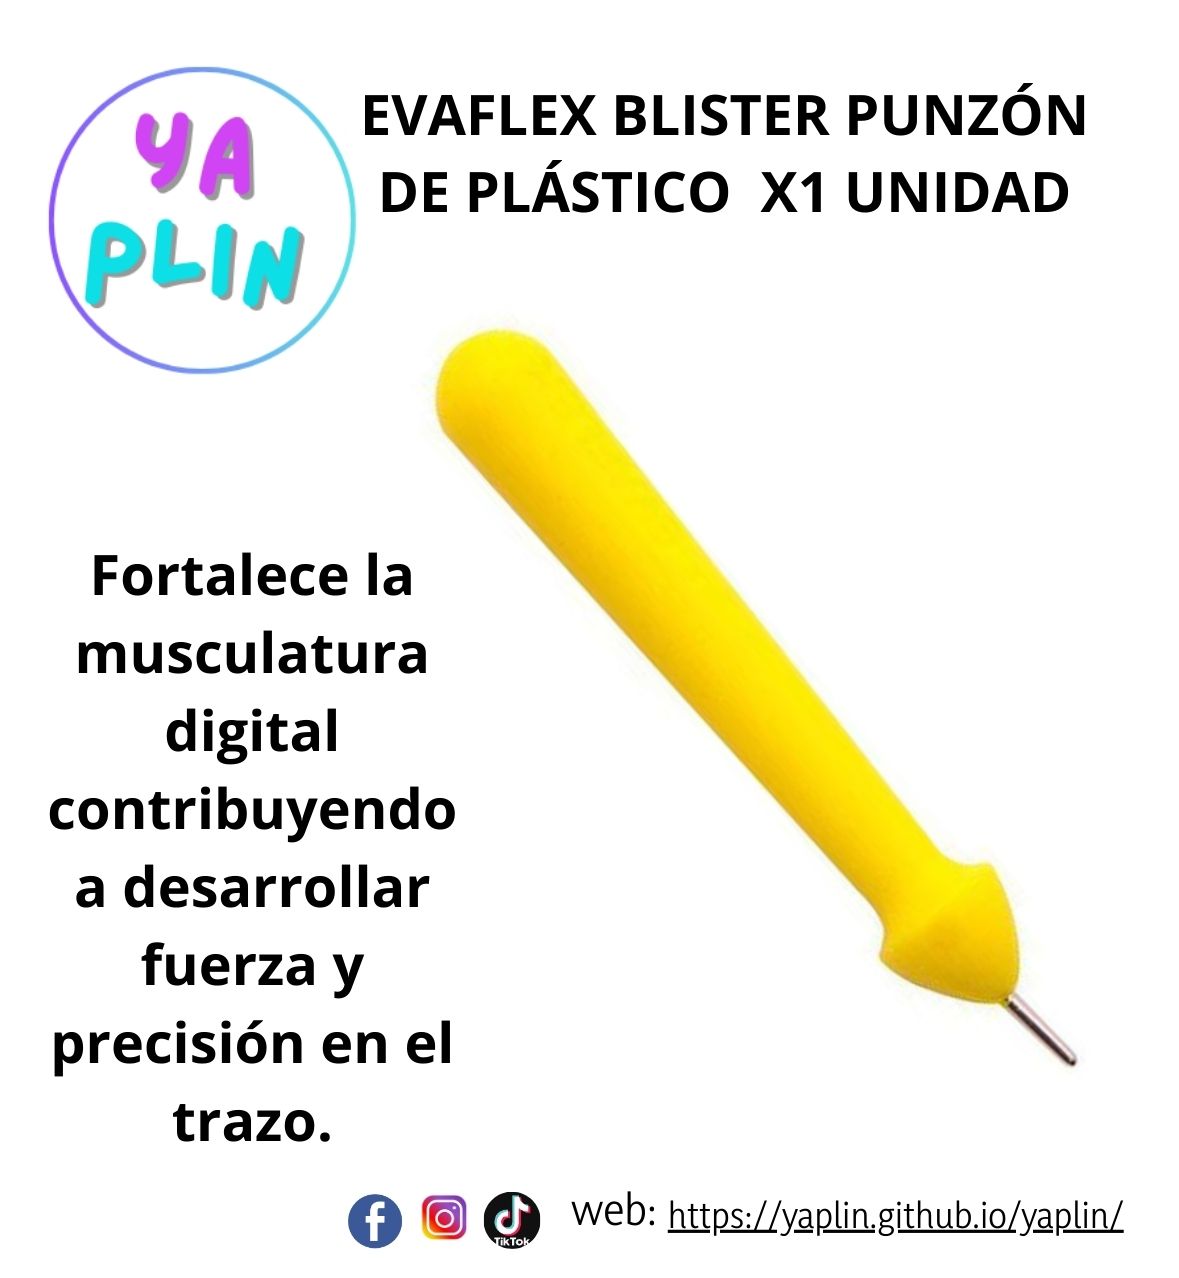 YA
PLIN
EVAFLEX BLISTER PUNZÓN
DE PLÁSTICO X1 UNIDAD
Fortalece la
musculatura
digital
contribuyendo
a desarrollar
fuerza y
precisión en el
trazo.
TikTok
web: https://yaplin.github.io/yaplin/